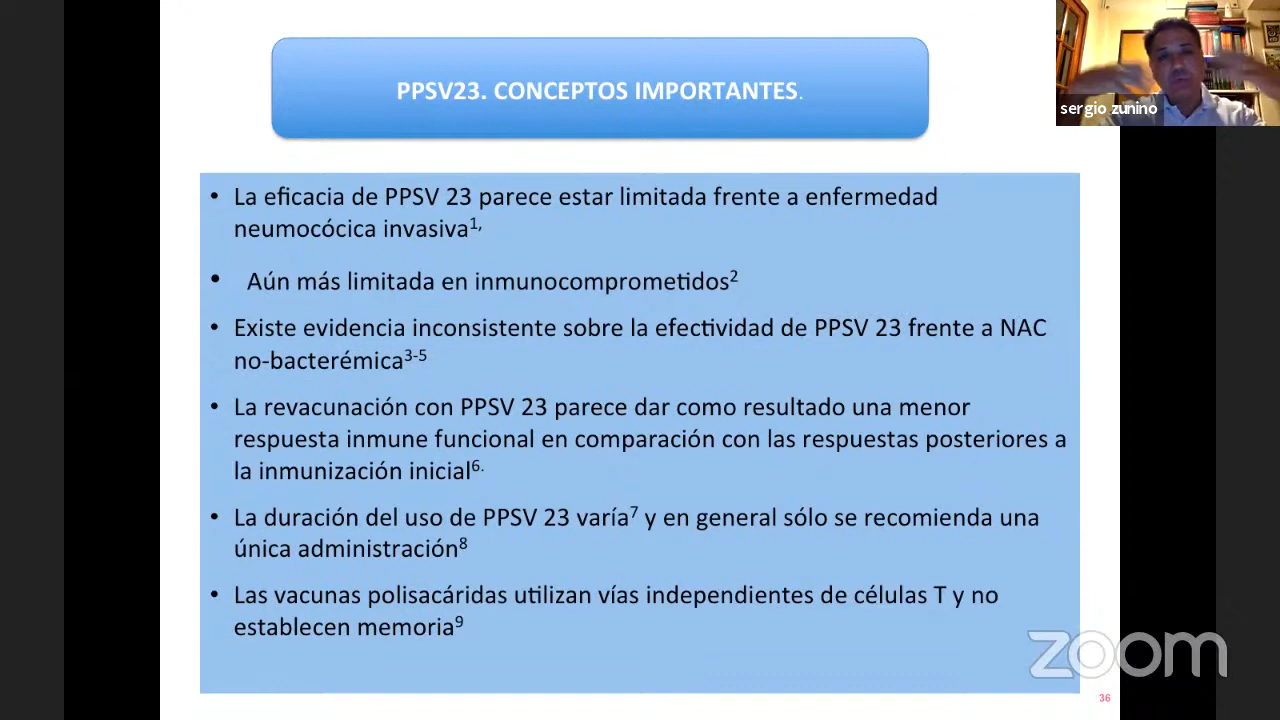 PPSV23. CONCEPTOS IMPORTANTES.
sergio zunino
• La eficacia de PPSV 23 parece estar limitada frente a enfermedad
neumocócica invasiva1,
• Aún más limitada en inmunocomprometidos2
• Existe evidencia inconsistente sobre la efectividad de PPSV 23 frente a NAC
no-bacterémica3-5
• La revacunación con PPSV 23 parece dar como resultado una menor
respuesta inmune funcional en comparación con las respuestas posteriores a
la inmunización inicial6.
• La duración del uso de PPSV 23 varía7 y en general sólo se recomienda una
única administración8
• Las vacunas polisacáridas utilizan vías independientes de células T y no
establecen memoria9
zoom
36